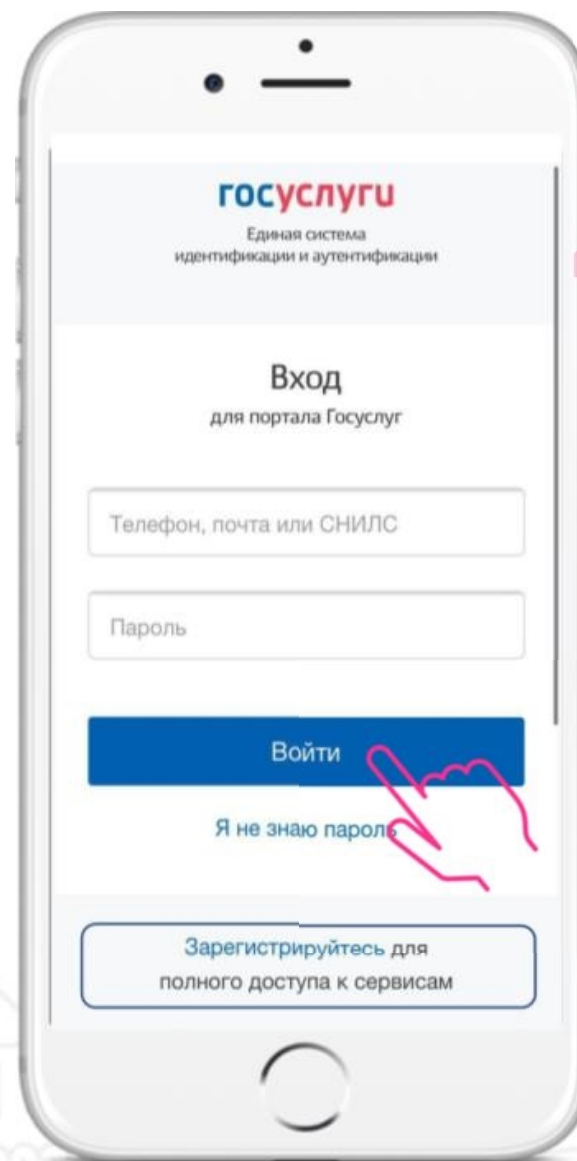 госуслуги
Единая система
идентификации и аутентификации
Вход
для портала Госуслуг
Телефон, почта или СНИЛС
Пароль
Войти
Я не знаю пароль
Зарегистрируйтесь для
полного доступа к сервисам